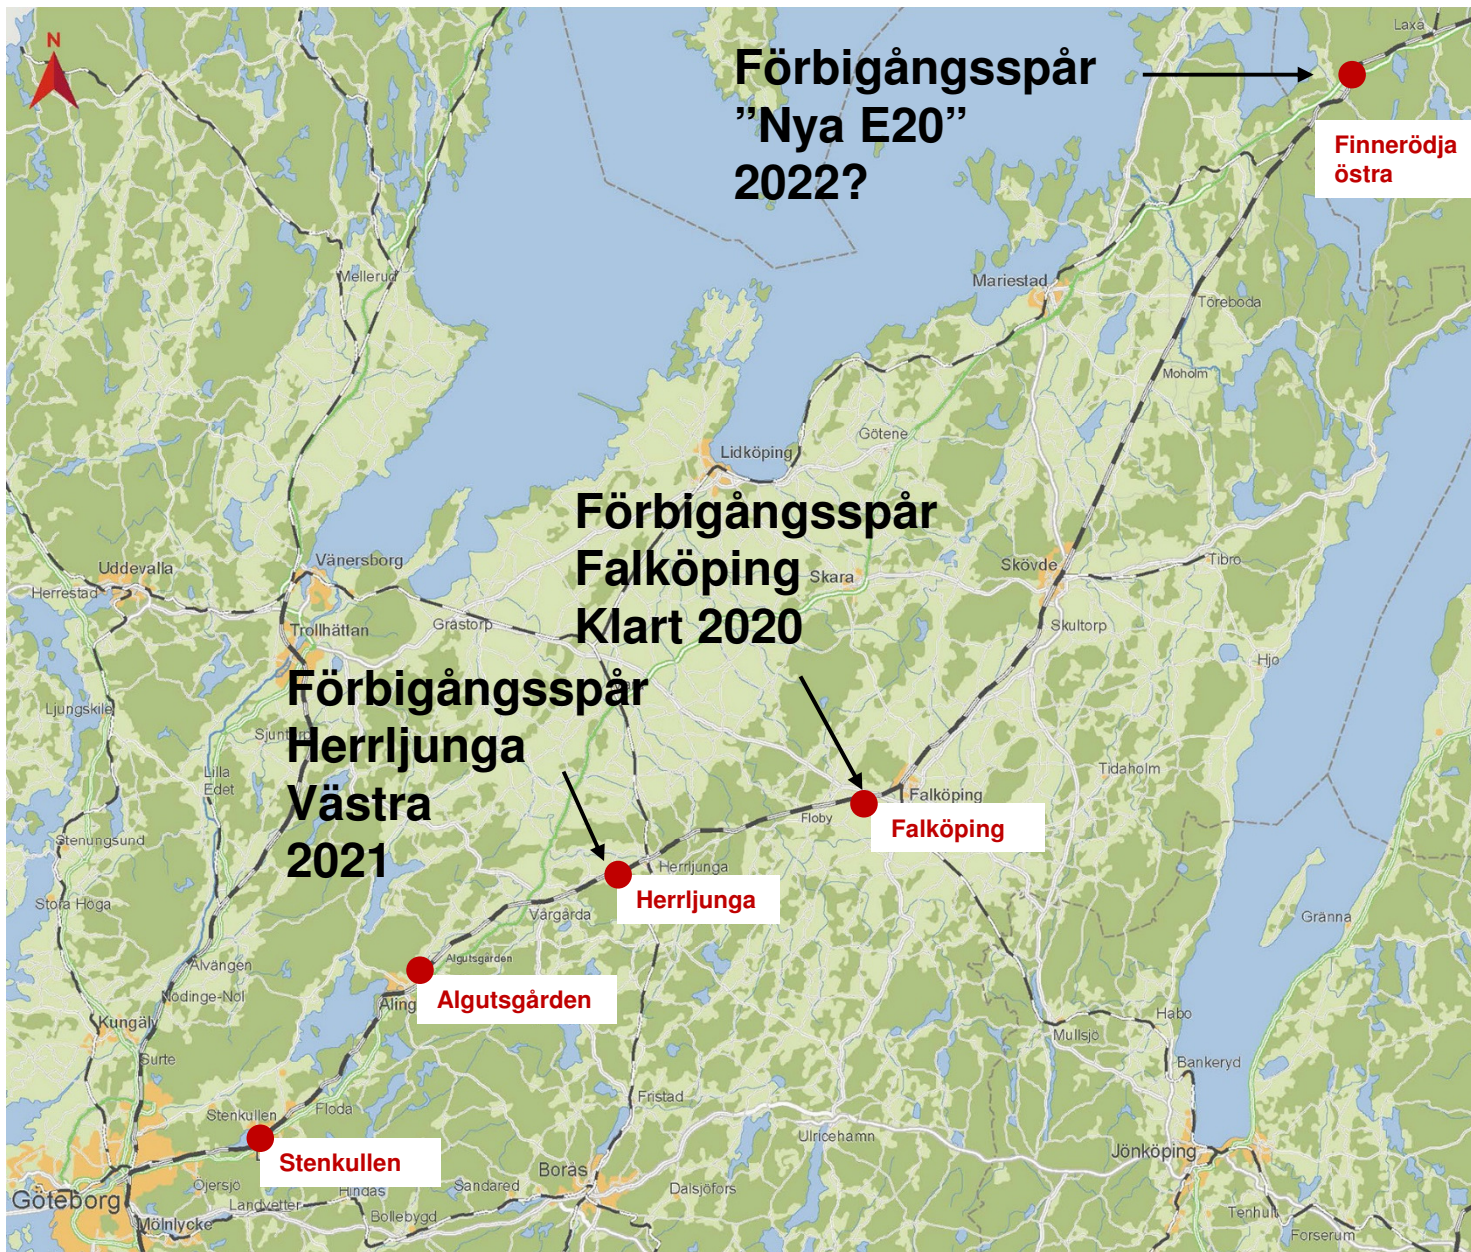 N
Laxå
Förbigångsspår
”Nya E20”
2022?
Finnerödja
östra
Mellerud
Mariestad
Töreboda
Moholm
Götene
Lidköping
Förbigångsspår
Falköping
Klart 2020
Vänersborg
Uddevalla
Herrestad
Skara
Skövde
Tibro
Trollhättan
Grästorp
Skultorp
Hjo
Förbigångsspår
Herrljunga
Västra
2021
Ljungskile
Lilla
Edet
Tidaholm
Falköping
Floby
Falköping
Stenungsund
Herrljunga
Herrljunga
Stora Höga
Vårgårda
Gränna
Algutsgården
Älvängen
Nödinge-Nol
Aling
Algutsgården
Kungälv
Surte
Habo
Mullsjö
Bankeryd
Fristad
Stenkullen
Floda
Ulricehamn
Jönköping
Stenkullen
Borås
Öjersjö
Hindås
Sandared
Dalsjöfors
Göteborg
Landvetter
Bollebygd
Mölnlycke
Tenhult
Forserum